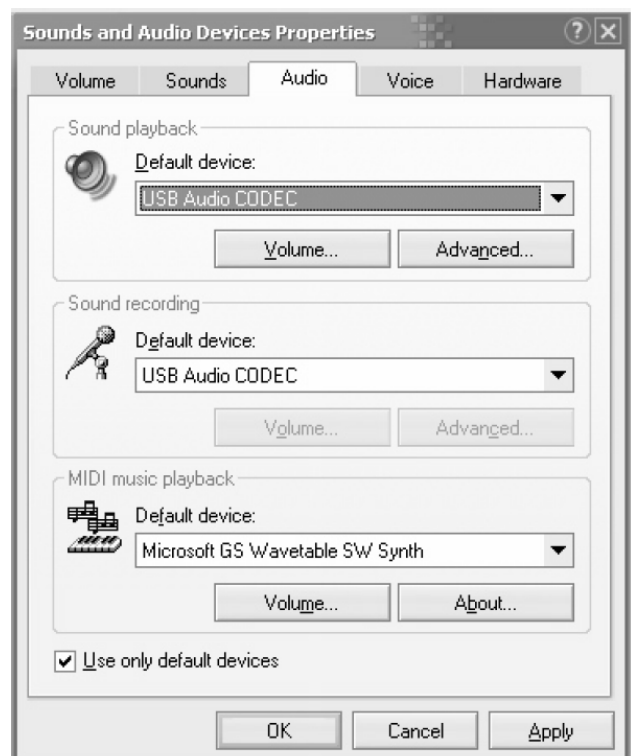 Sounds and Audio Devices Properties
Volume Sounds Audio Voice Hardware
Sound playback
Default device:
USB Audio CODEC
Volume... Advanced...
Sound recording
Default device:
USB Audio CODEC
Volume... Advanced...
MIDI music playback
Default device:
Microsoft GS Wavetable SW Synth
Volume... About...
Use only default devices
OK Cancel Apply